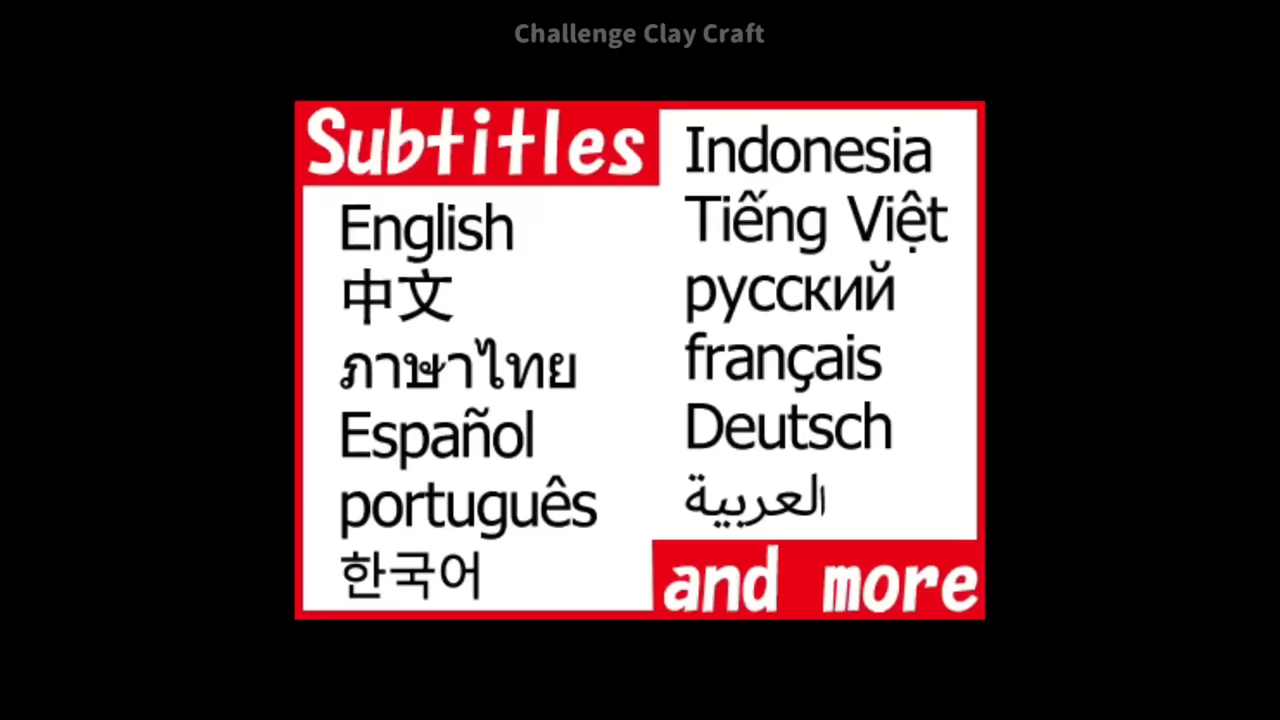 Challenge Clay Craft
Subtitles
English
中文
ภาษาไทย
Español
português
한국어
Indonesia
Tiếng Việt
русский
français
Deutsch
العربية
and more